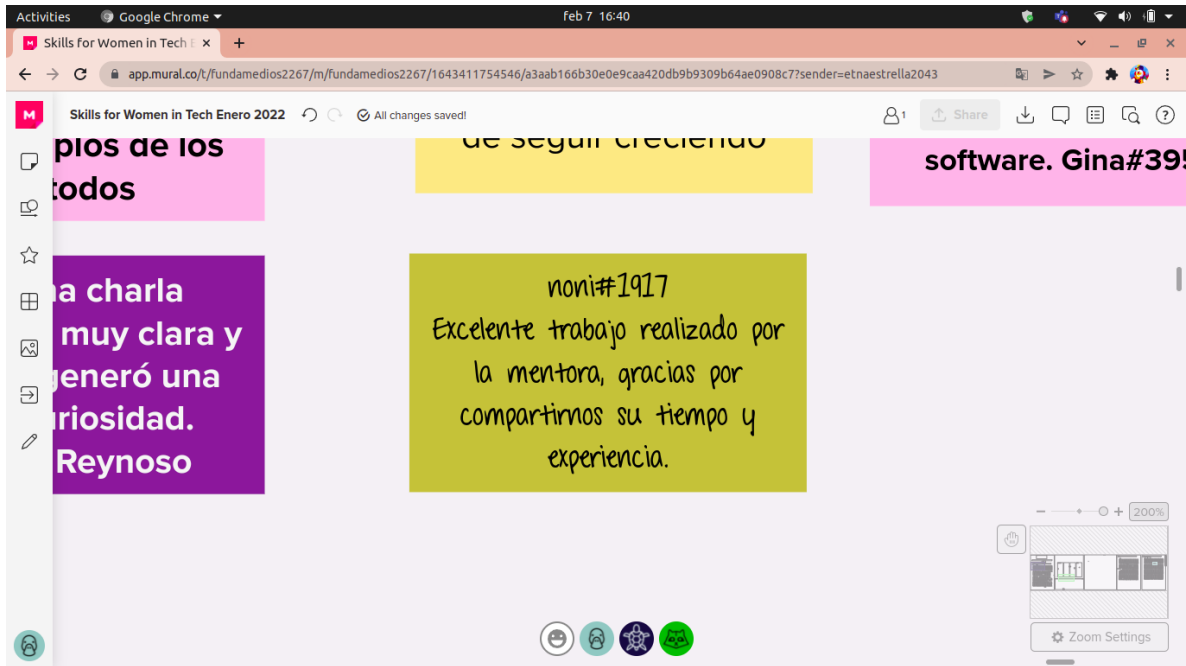 Activities
Google Chrome
feb 7 16:40
Skills for Women in Tech E
app.mural.co/t/fundamedios2267/m/fundamedios2267/1643411754546/a3aab166b30e0e9caa420db9b9309b64ae0908c7?sender=etnaestrella2043
Skills for Women in Tech Enero 2022
All changes saved!
1
Share
plos de los
todos
de seguir creciendo
software. Gina#395
a charla
muy clara y
generó una
riosidad.
Reynoso
noni#1917
Excelente trabajo realizado por
la mentora, gracias por
compartirnos su tiempo y
experiencia.
200%
Zoom Settings